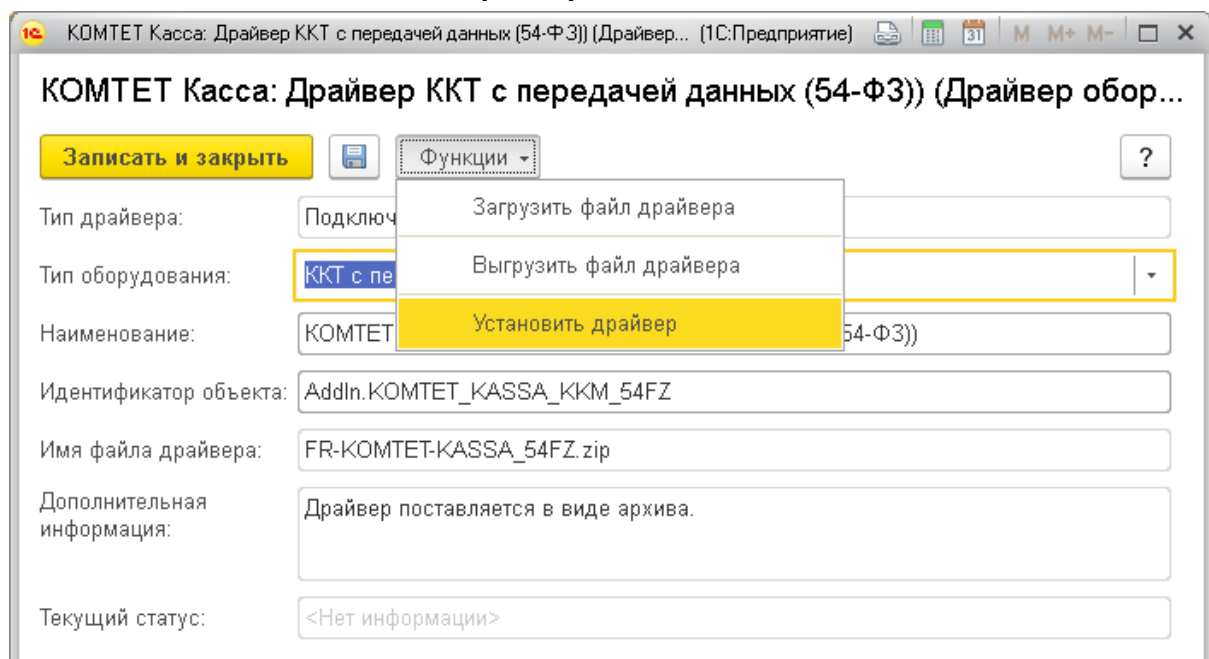 1С КОМТЕТ Касса: Драйвер ККТ с передачей данных (54-ФЗ)) (Драйвер... (1С:Предприятие) 31 M M+ M-
КОМТЕТ Касса: Драйвер ККТ с передачей данных (54-ФЗ)) (Драйвер обор...
Записать и закрыть Функции ?
Тип драйвера: Подключ
Загрузить файл драйвера
Тип оборудования: ККТ с пе
Выгрузить файл драйвера
Установить драйвер
Наименование: КОМТЕТ 54-ФЗ))
Идентификатор объекта: AddIn.KOMTET_KASSA_KKM_54FZ
Имя файла драйвера: FR-KOMTET-KASSA_54FZ.zip
Дополнительная
информация: Драйвер поставляется в виде архива.
Текущий статус: <Нет информации>